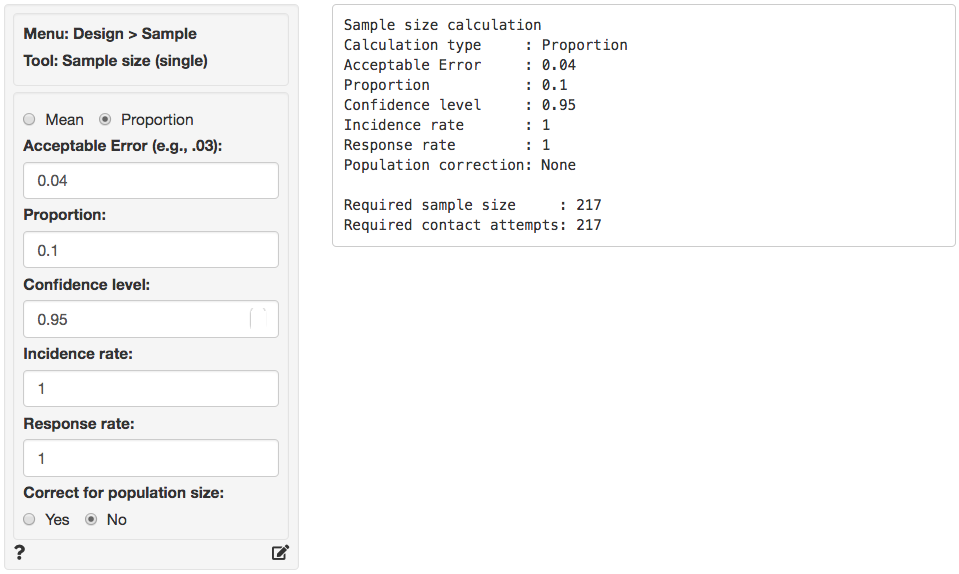 Menu: Design > Sample
Tool: Sample size (single)
Mean Proportion
Acceptable Error (e.g., .03):
0.04
Proportion:
0.1
Confidence level:
0.95
Incidence rate:
1
Response rate:
1
Correct for population size:
Yes No
?
Sample size calculation
Calculation type     : Proportion
Acceptable Error     : 0.04
Proportion           : 0.1
Confidence level     : 0.95
Incidence rate       : 1
Response rate        : 1
Population correction: None
Required sample size     : 217
Required contact attempts: 217